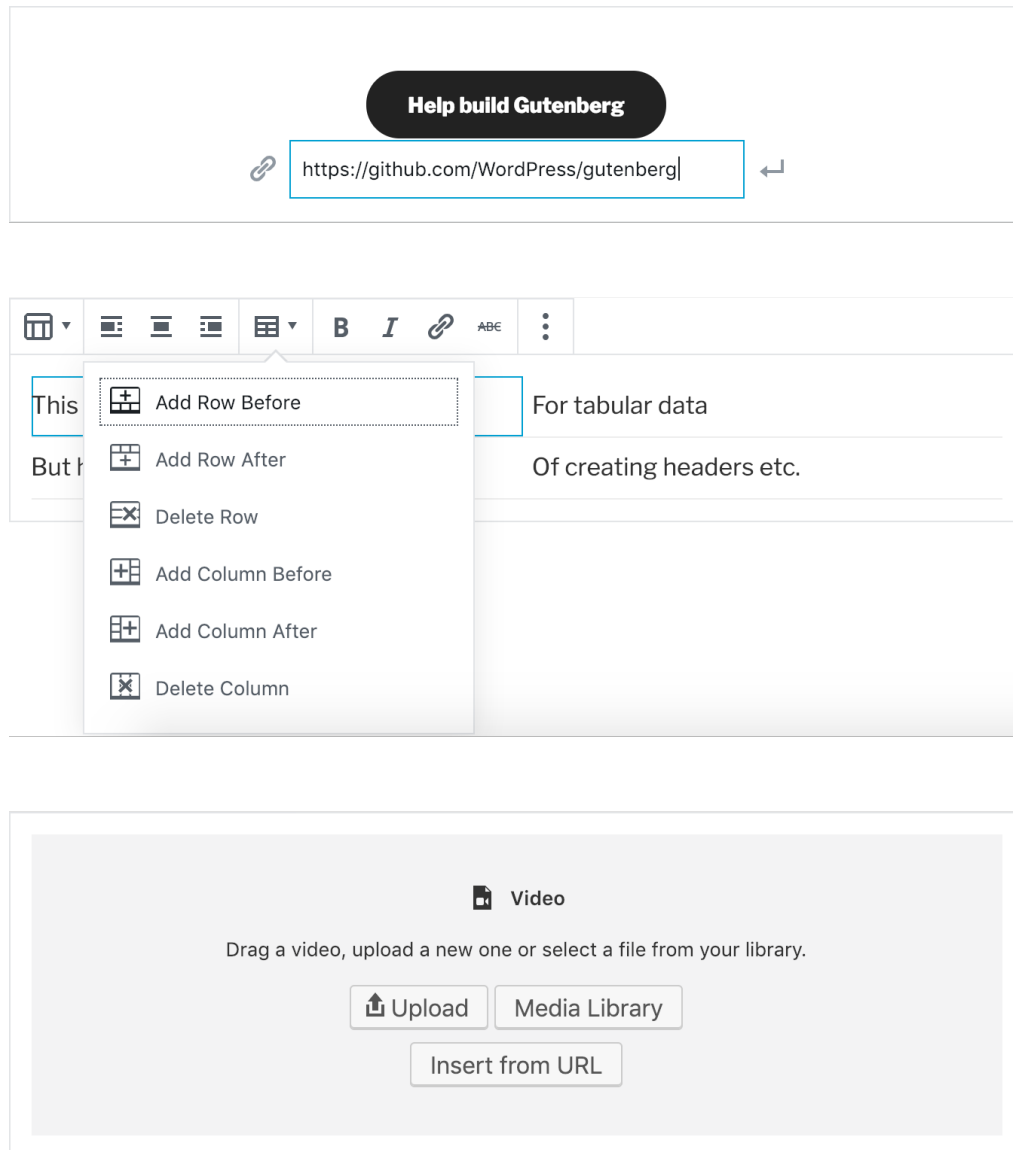 Help build Gutenberg
https://github.com/WordPress/gutenberg
B I ABC
This For tabular data
Add Row Before
Add Row After
But Of creating headers etc.
Delete Row
Add Column Before
Add Column After
Delete Column
Video
Drag a video, upload a new one or select a file from your library.
Upload Media Library
Insert from URL